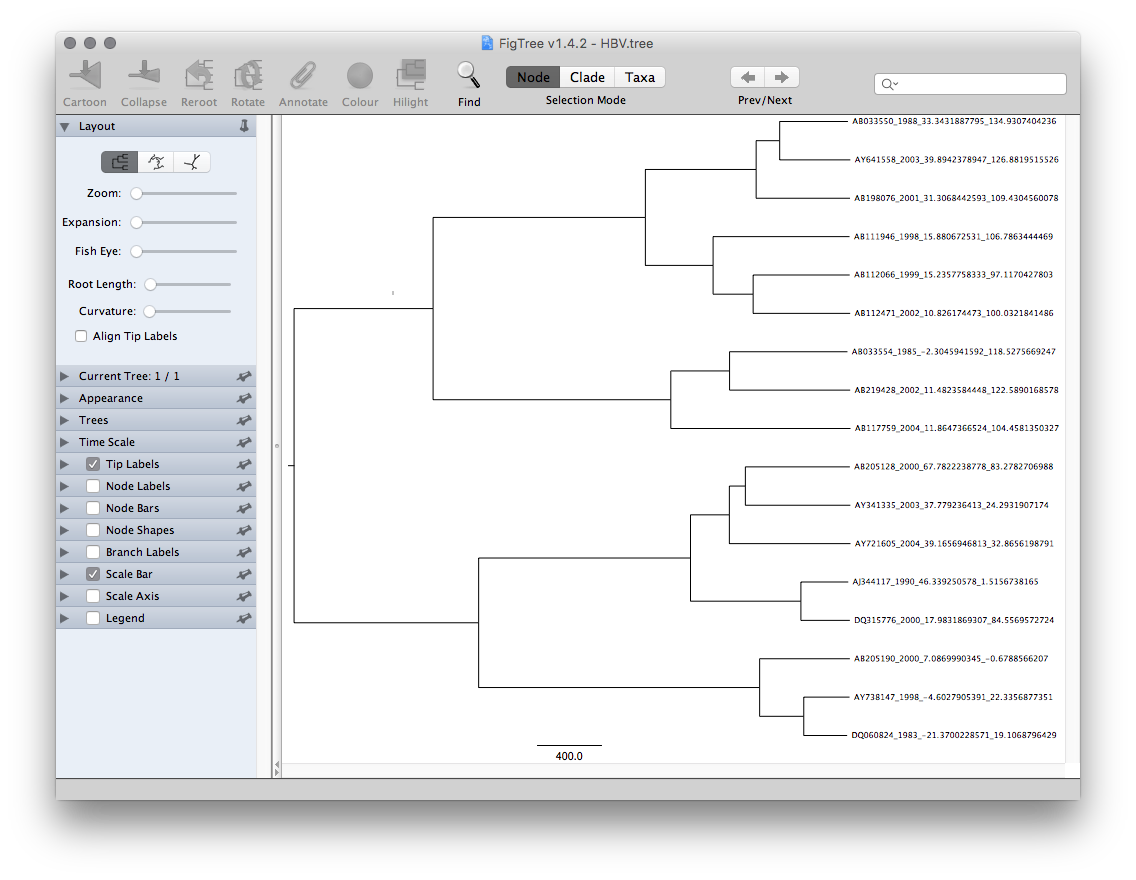 FigTree v1.4.2 - HBV.tree
Cartoon Collapse Reroot Rotate Annotate Colour Hilight Find
Node Clade Taxa
Selection Mode
Prev/Next
Layout
Zoom:
Expansion:
Fish Eye:
Root Length:
Curvature:
Align Tip Labels
Current Tree: 1 / 1
Appearance
Trees
Time Scale
Tip Labels
Node Labels
Node Bars
Node Shapes
Branch Labels
Scale Bar
Scale Axis
Legend
AB033550_1988_33.3431887795_134.9307404236
AY641558_2003_39.8942378947_126.8819515526
AB198076_2001_31.3068442593_109.4304560078
AB111946_1998_15.880672531_106.7863444469
AB112066_1999_15.2357758333_97.1170427803
AB112471_2002_10.826174473_100.0321841486
AB033554_1985_-2.3045941592_118.5275669247
AB219428_2002_11.4823584448_122.5890168578
AB117759_2004_11.8647366524_104.4581350327
AB205128_2000_67.7822238778_83.2782706988
AY341335_2003_37.779236413_24.2931907174
AY721605_2004_39.1656946813_32.8656198791
AJ344117_1990_46.339250578_1.5156738165
DQ315776_2000_17.9831869307_84.5569572724
AB205190_2000_7.0869990345_-0.6788566207
AY738147_1998_-4.6027905391_22.3356877351
DQ060824_1983_-21.3700228571_19.1068796429
400.0